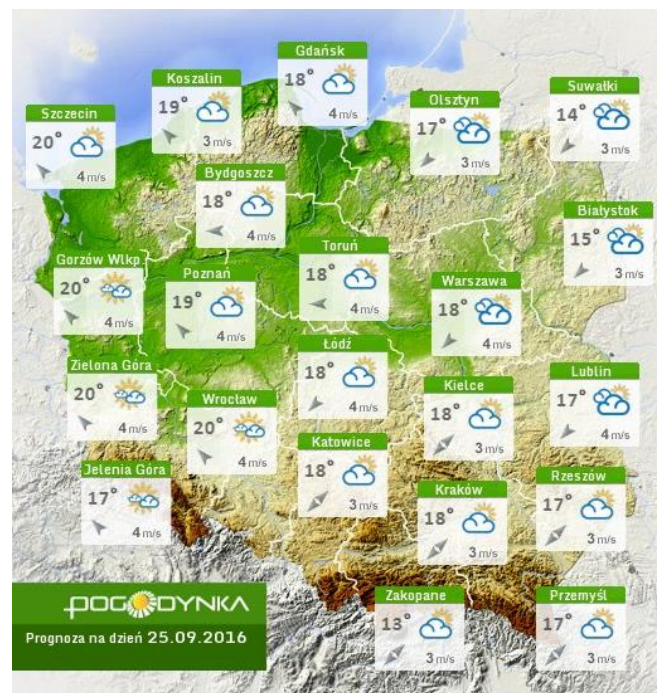 Gdańsk
18°
4 m/s
Koszalin
19°
3 m/s
Suwałki
14°
3 m/s
Olsztyn
17°
3 m/s
Szczecin
20°
4 m/s
Bydgoszcz
18°
4 m/s
Białystok
15°
3 m/s
Toruń
18°
4 m/s
Gorzów Wlkp.
20°
4 m/s
Poznań
19°
4 m/s
Warszawa
18°
4 m/s
Łódź
18°
4 m/s
Zielona Góra
20°
4 m/s
Lublin
17°
4 m/s
Kielce
18°
3 m/s
Wrocław
20°
4 m/s
Katowice
18°
3 m/s
Jelenia Góra
17°
4 m/s
Rzeszów
17°
3 m/s
Kraków
18°
3 m/s
Zakopane
13°
3 m/s
Przemyśl
17°
3 m/s
POGODYNKA
Prognoza na dzień 25.09.2016